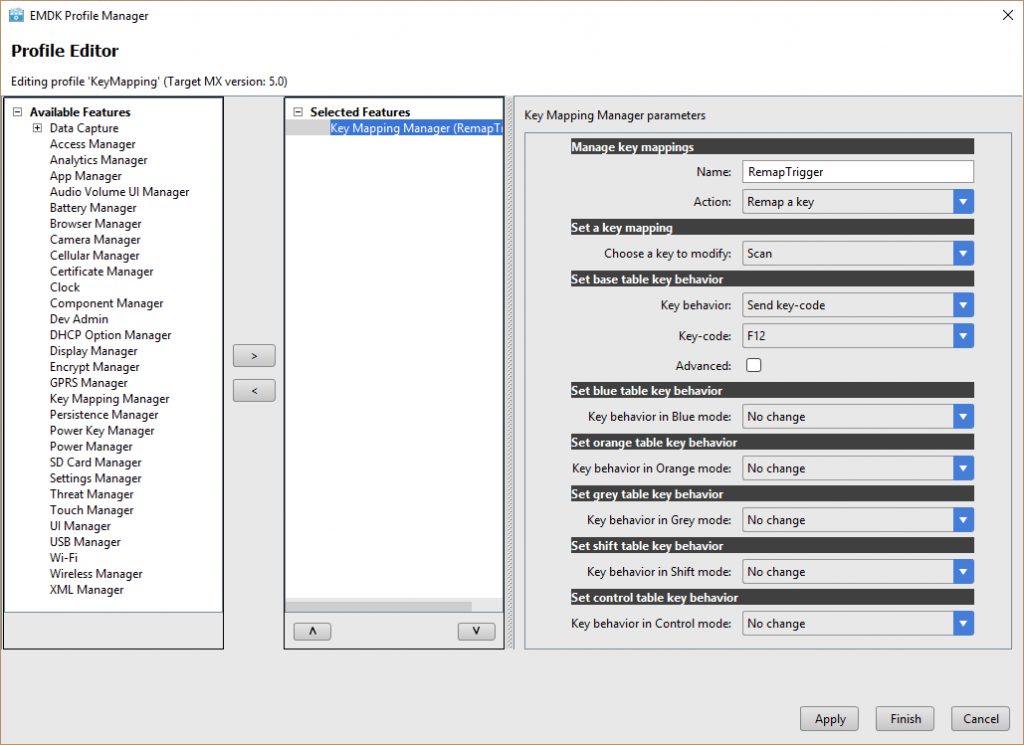 EMDK Profile Manager
Profile Editor
Editing profile 'KeyMapping' (Target MX version: 5.0)
Available Features
Data Capture
Access Manager
Analytics Manager
App Manager
Audio Volume UI Manager
Battery Manager
Browser Manager
Camera Manager
Cellular Manager
Certificate Manager
Clock
Component Manager
Dev Admin
DHCP Option Manager
Display Manager
Encrypt Manager
GPRS Manager
Key Mapping Manager
Persistence Manager
Power Key Manager
Power Manager
SD Card Manager
Settings Manager
Threat Manager
Touch Manager
UI Manager
USB Manager
Wi-Fi
Wireless Manager
XML Manager
>
<
Selected Features
Key Mapping Manager (RemapTr
Key Mapping Manager parameters
Manage key mappings
Name: RemapTrigger
Action: Remap a key
Set a key mapping
Choose a key to modify: Scan
Set base table key behavior
Key behavior: Send key-code
Key-code: F12
Advanced:
Set blue table key behavior
Key behavior in Blue mode: No change
Set orange table key behavior
Key behavior in Orange mode: No change
Set grey table key behavior
Key behavior in Grey mode: No change
Set shift table key behavior
Key behavior in Shift mode: No change
Set control table key behavior
Key behavior in Control mode: No change
Apply Finish Cancel